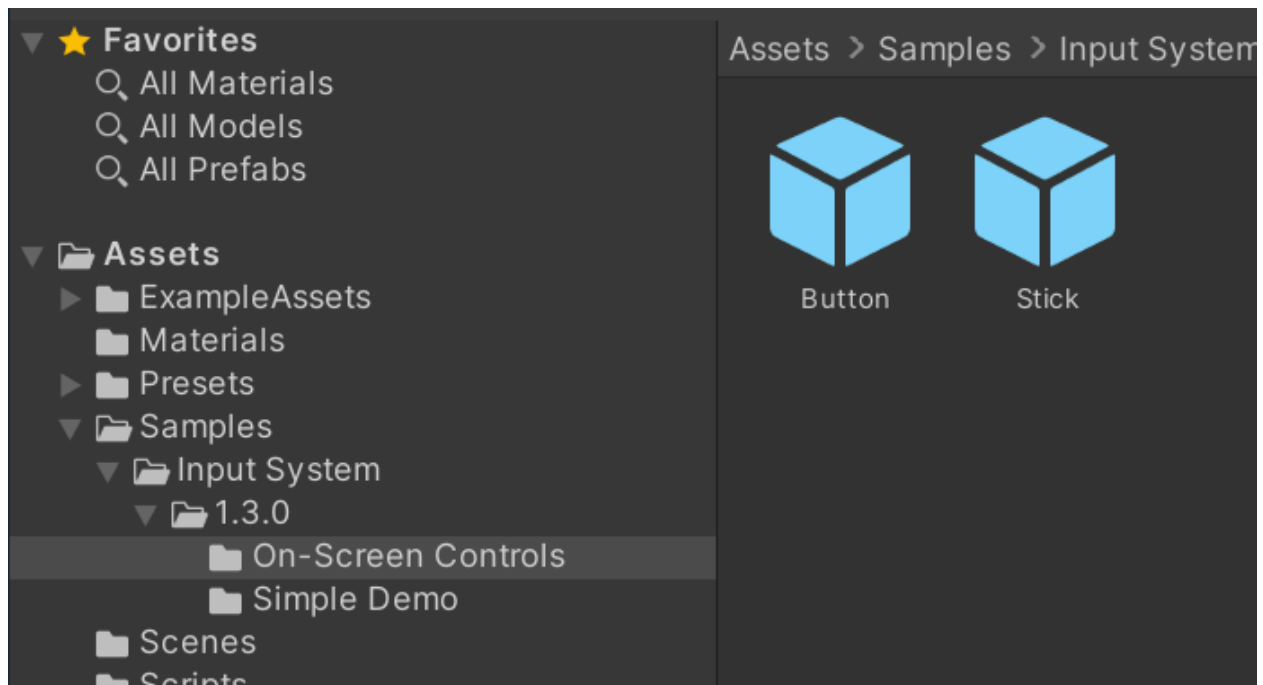 Favorites
All Materials
All Models
All Prefabs
Assets
ExampleAssets
Materials
Presets
Samples
Input System
1.3.0
On-Screen Controls
Simple Demo
Scenes
Scripts
Assets > Samples > Input System
Button
Stick